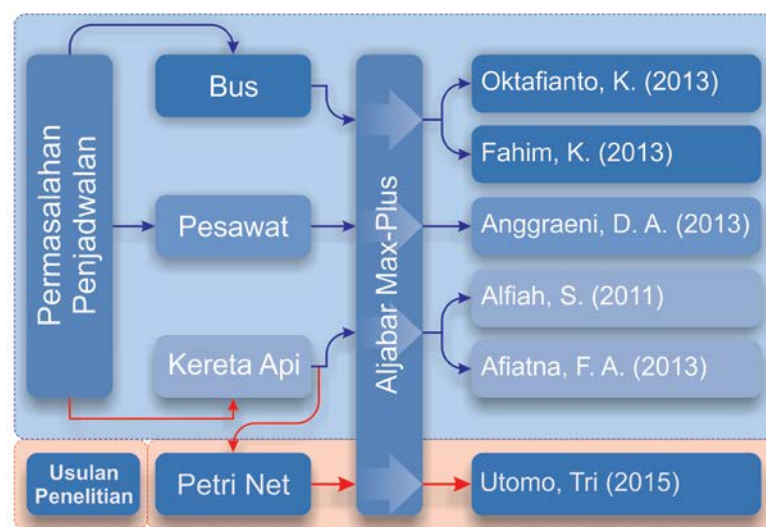 Permasalahan
Penjadwalan
Bus
Pesawat
Kereta Api
Aljabar Max-Plus
Oktafianto, K. (2013)
Fahim, K. (2013)
Anggraeni, D. A. (2013)
Alfiah, S. (2011)
Afiatna, F. A. (2013)
Usulan
Penelitian
Petri Net
Utomo, Tri (2015)